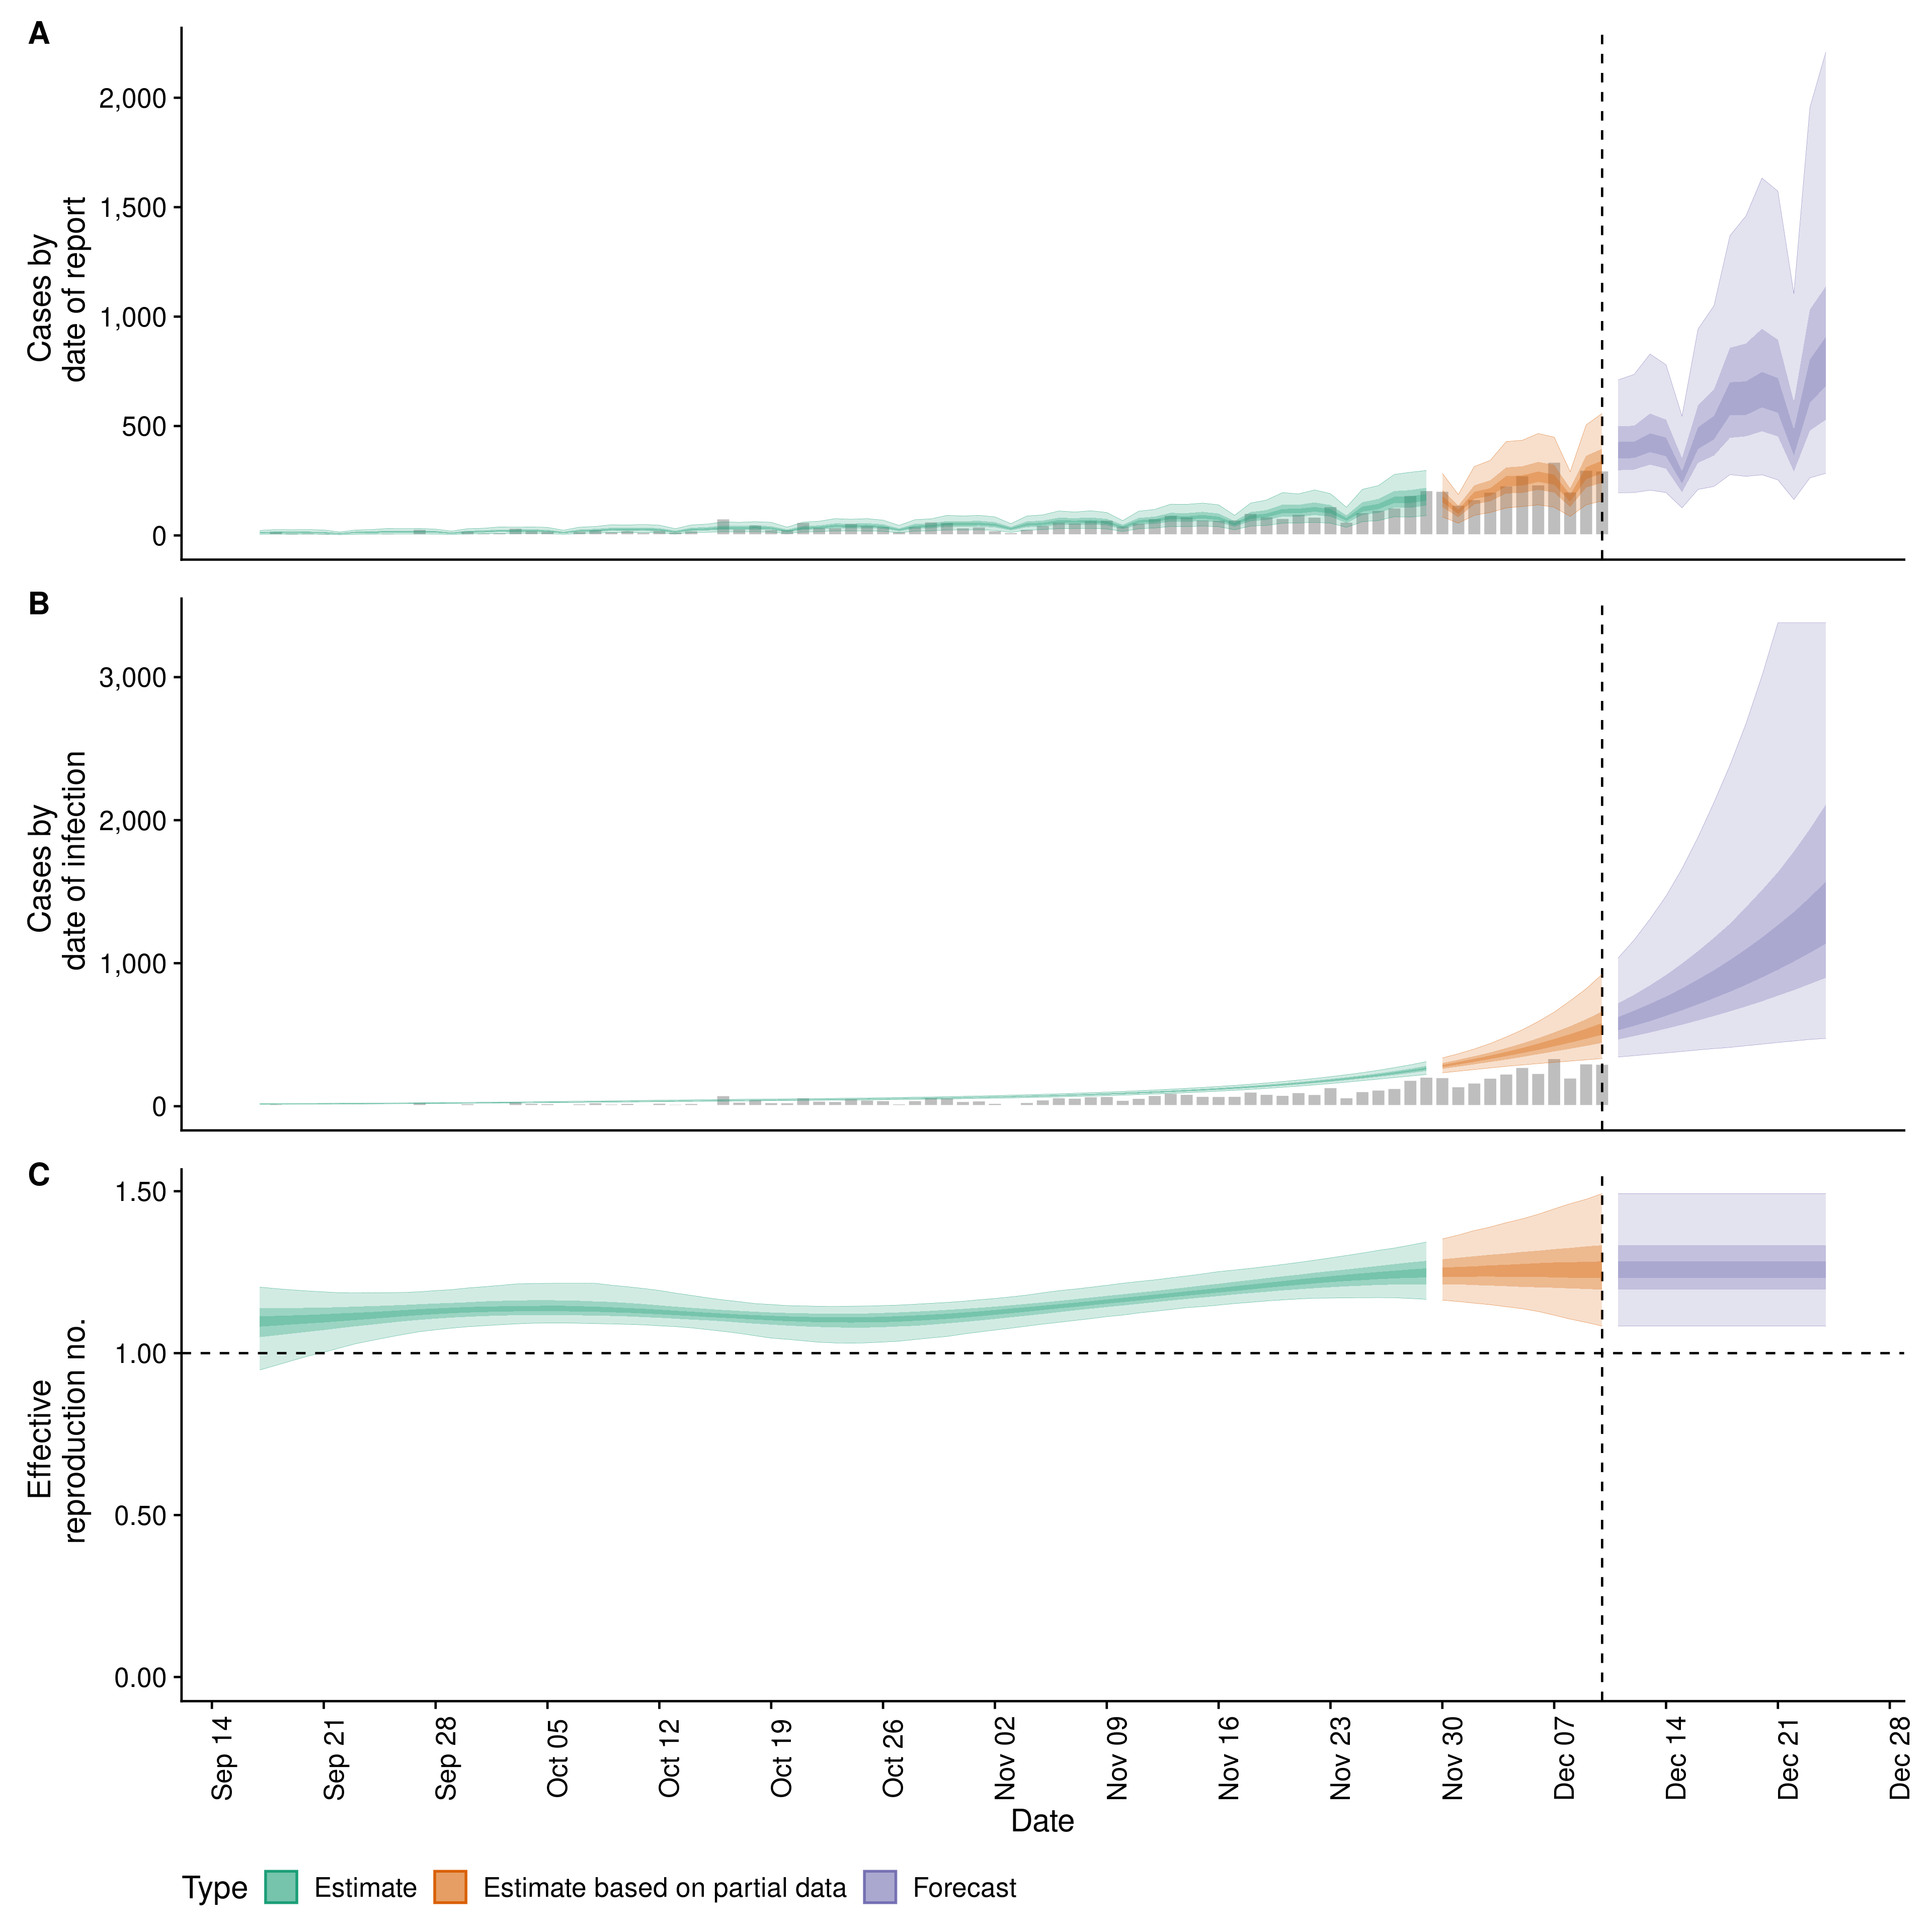 A
2,000
1,500
1,000
500
0
Cases by
date of report
B
3,000
2,000
1,000
0
Cases by
date of infection
C
1.50
1.00
0.50
0.00
Effective
reproduction no.
Sep 14
Sep 21
Sep 28
Oct 05
Oct 12
Oct 19
Oct 26
Nov 02
Nov 09
Nov 16
Nov 23
Nov 30
Dec 07
Dec 14
Dec 21
Dec 28
Date
Type Estimate Estimate based on partial data Forecast